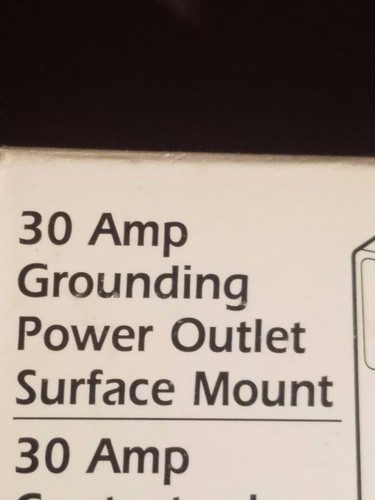 30 Amp
Grounding
Power Outlet
Surface Mount
30 Amp